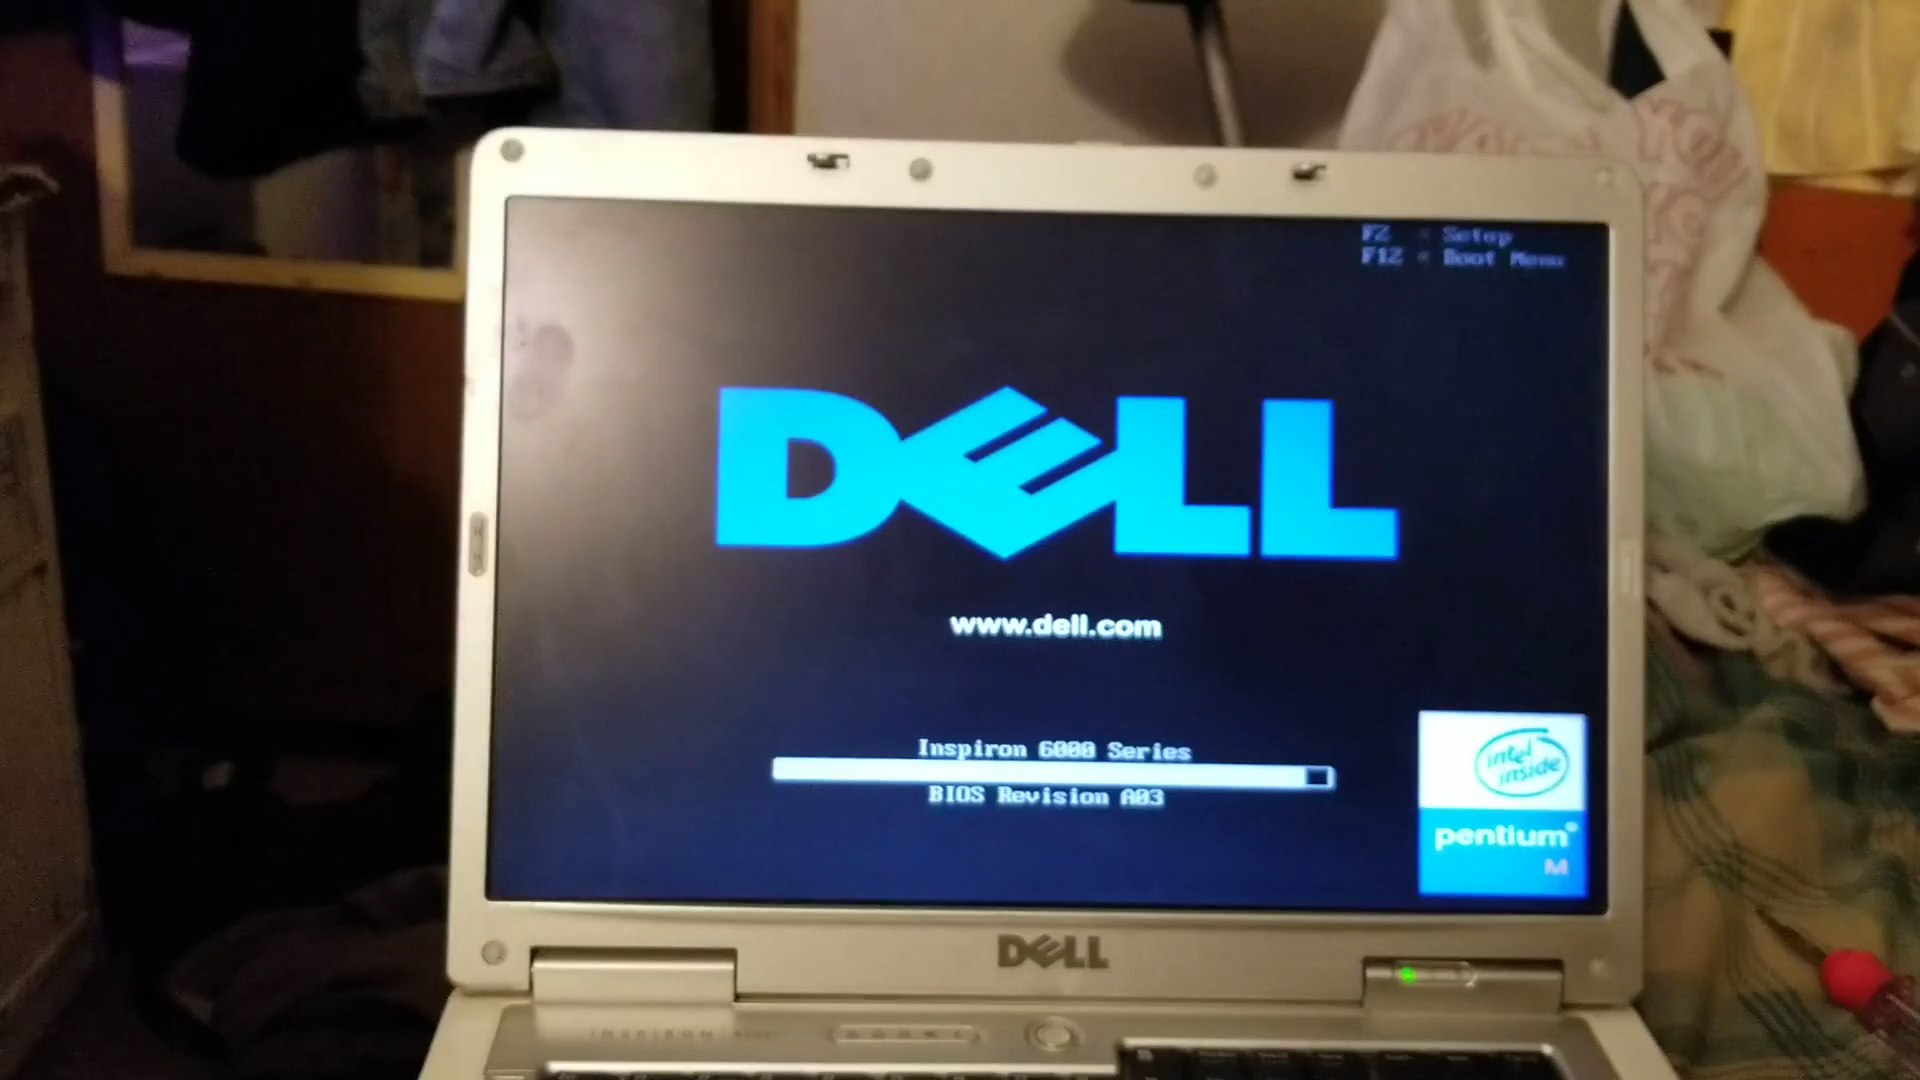 F2 = Setup
F12 = Boot Menu
DELL
www.dell.com
Inspiron 6000 Series
BIOS Revision A03
intel
inside
pentium
M
DELL
INSPIRON